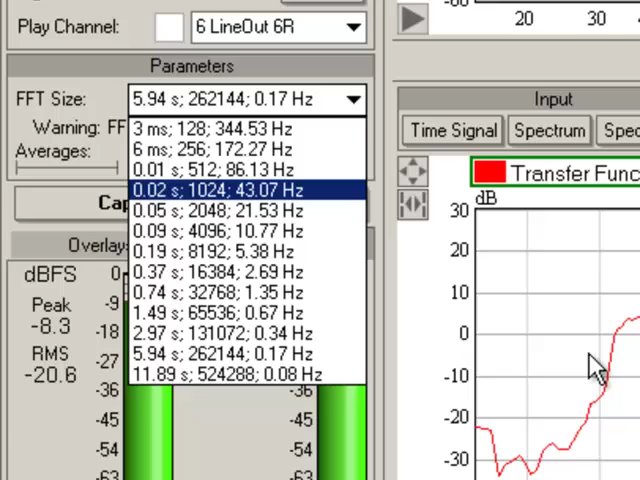 Play Channel: 6 LineOut 6R
Parameters
FFT Size: 5.94 s; 262144; 0.17 Hz
Warning: FF
Averages:
3 ms; 128; 344.53 Hz
6 ms; 256; 172.27 Hz
0.01 s; 512; 86.13 Hz
0.02 s; 1024; 43.07 Hz
0.05 s; 2048; 21.53 Hz
0.09 s; 4096; 10.77 Hz
0.19 s; 8192; 5.38 Hz
0.37 s; 16384; 2.69 Hz
0.74 s; 32768; 1.35 Hz
1.49 s; 65536; 0.67 Hz
2.97 s; 131072; 0.34 Hz
5.94 s; 262144; 0.17 Hz
11.89 s; 524288; 0.08 Hz
Cap
Overlays
dBFS
Peak
-8.3
RMS
-20.6
0
-9
-18
-27
-36
-45
-54
-63
-36
-45
-54
-63
20 30 40
Input
Time Signal Spectrum Spec
Transfer Func
dB
30
20
10
0
-10
-20
-30